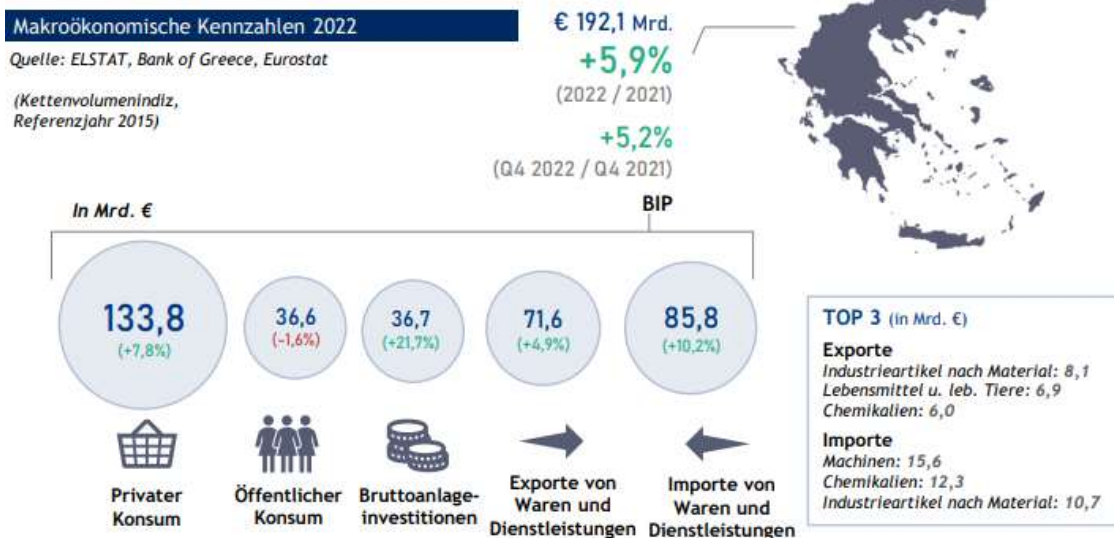 Makroökonomische Kennzahlen 2022
Quelle: ELSTAT, Bank of Greece, Eurostat
(Kettenvolumenindiz,
Referenzjahr 2015)
€ 192,1 Mrd.
+5,9%
(2022 / 2021)
+5,2%
(Q4 2022 / Q4 2021)
BIP
In Mrd. €
133,8
(+7,8%)
36,6
(-1,6%)
36,7
(+21,7%)
71,6
(+4,9%)
85,8
(+10,2%)
Privater
Konsum
Öffentlicher
Konsum
Bruttoanlage-
investitionen
Exporte von
Waren und
Dienstleistungen
Importe von
Waren und
Dienstleistungen
TOP 3 (in Mrd. €)
Exporte
Industrieartikel nach Material: 8,1
Lebensmittel u. leb. Tiere: 6,9
Chemikalien: 6,0
Importe
Machinen: 15,6
Chemikalien: 12,3
Industrieartikel nach Material: 10,7